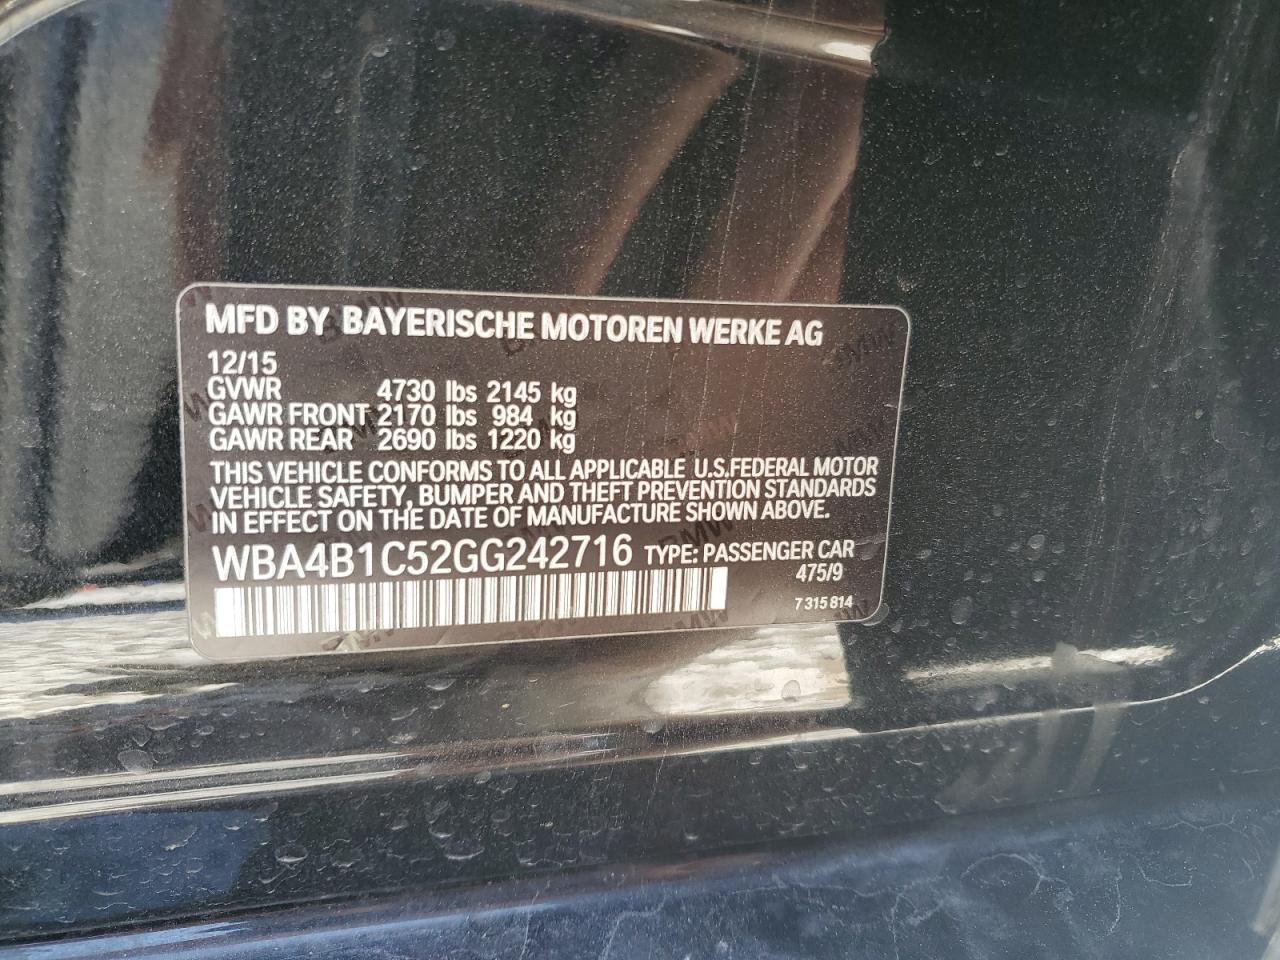 MFD BY BAYERISCHE MOTOREN WERKE AG
12/15
GVWR 4730 lbs 2145 kg
GAWR FRONT 2170 lbs 984 kg
GAWR REAR 2690 lbs 1220 kg
THIS VEHICLE CONFORMS TO ALL APPLICABLE U.S.FEDERAL MOTOR
VEHICLE SAFETY, BUMPER AND THEFT PREVENTION STANDARDS
IN EFFECT ON THE DATE OF MANUFACTURE SHOWN ABOVE.
WBA4B1C52GG242716 TYPE: PASSENGER CAR
475/9
7 315 814